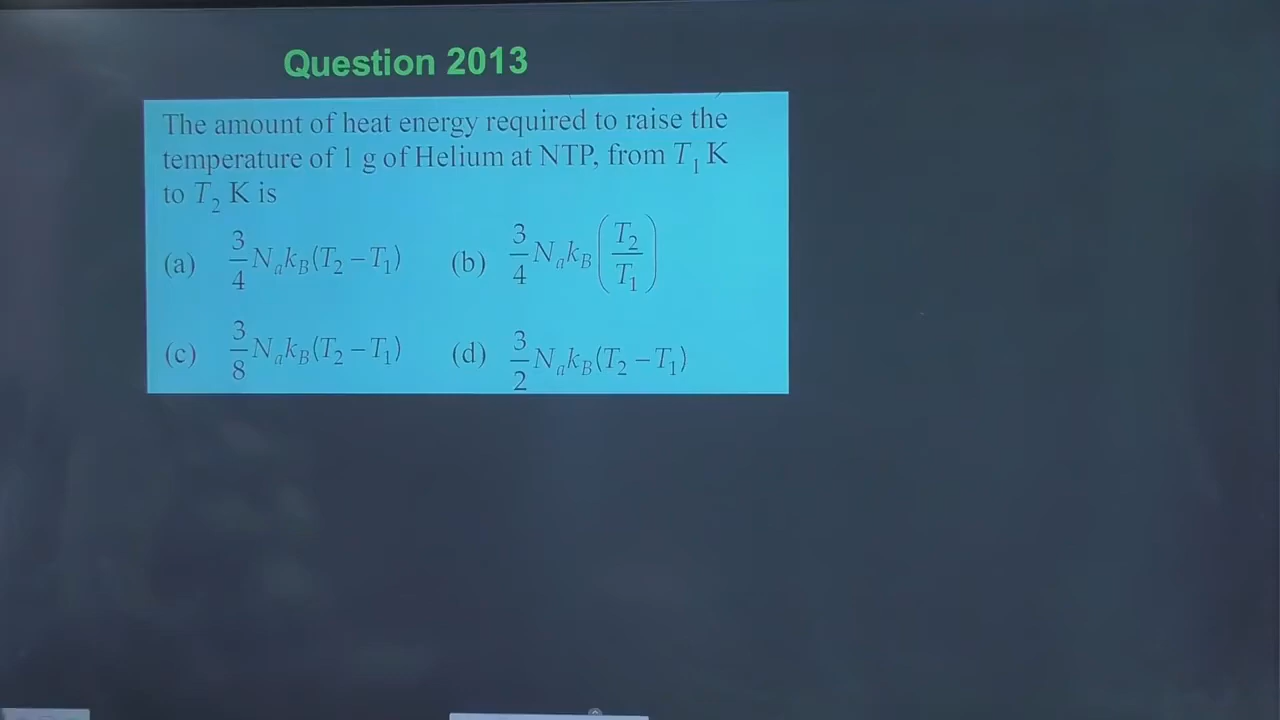 Question 2013
The amount of heat energy required to raise the
temperature of 1 g of Helium at NTP, from T₁ K
to T₂ K is
(a) 3/4 Nₐk_B(T₂ – T₁) (b) 3/4 Nₐk_B(T₂/T₁)
(c) 3/8 Nₐk_B(T₂ – T₁) (d) 3/2 Nₐk_B(T₂ – T₁)